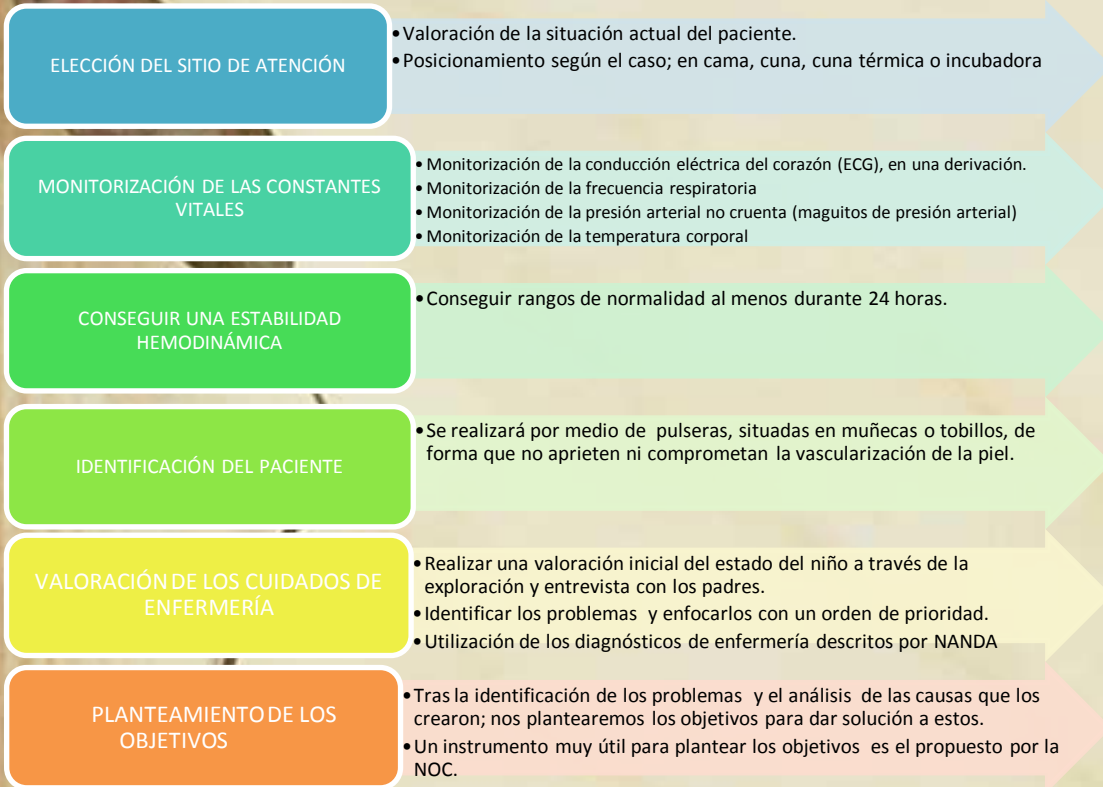 ELECCIÓN DEL SITIO DE ATENCIÓN
•Valoración de la situación actual del paciente.
•Posicionamiento según el caso; en cama, cuna, cuna térmica o incubadora
MONITORIZACIÓN DE LAS CONSTANTES
VITALES
•Monitorización de la conducción eléctrica del corazón (ECG), en una derivación.
•Monitorización de la frecuencia respiratoria
•Monitorización de la presión arterial no cruenta (maguitos de presión arterial)
•Monitorización de la temperatura corporal
CONSEGUIR UNA ESTABILIDAD
HEMODINÁMICA
•Conseguir rangos de normalidad al menos durante 24 horas.
IDENTIFICACIÓN DEL PACIENTE
•Se realizará por medio de pulseras, situadas en muñecas o tobillos, de
forma que no aprieten ni comprometan la vascularización de la piel.
VALORACIÓN DE LOS CUIDADOS DE
ENFERMERÍA
•Realizar una valoración inicial del estado del niño a través de la
exploración y entrevista con los padres.
•Identificar los problemas y enfocarlos con un orden de prioridad.
•Utilización de los diagnósticos de enfermería descritos por NANDA
PLANTEAMIENTO DE LOS
OBJETIVOS
•Tras la identificación de los problemas y el análisis de las causas que los
crearon; nos plantearemos los objetivos para dar solución a estos.
•Un instrumento muy útil para plantear los objetivos es el propuesto por la
NOC.